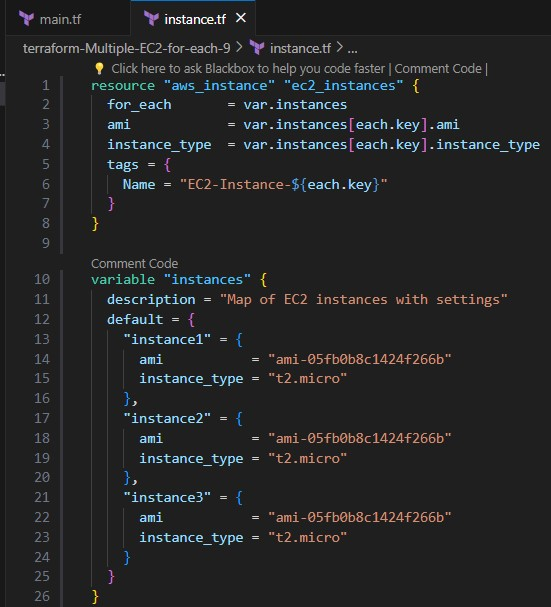 main.tf instance.tf ×
terraform-Multiple-EC2-for-each-9 > instance.tf > ...
Click here to ask Blackbox to help you code faster | Comment Code |
1 resource "aws_instance" "ec2_instances" {
2   for_each       = var.instances
3   ami            = var.instances[each.key].ami
4   instance_type  = var.instances[each.key].instance_type
5   tags = {
6     Name = "EC2-Instance-${each.key}"
7   }
8 }
9
Comment Code
10 variable "instances" {
11   description = "Map of EC2 instances with settings"
12   default = {
13     "instance1" = {
14       ami           = "ami-05fb0b8c1424f266b"
15       instance_type = "t2.micro"
16     },
17     "instance2" = {
18       ami           = "ami-05fb0b8c1424f266b"
19       instance_type = "t2.micro"
20     },
21     "instance3" = {
22       ami           = "ami-05fb0b8c1424f266b"
23       instance_type = "t2.micro"
24     }
25   }
26 }